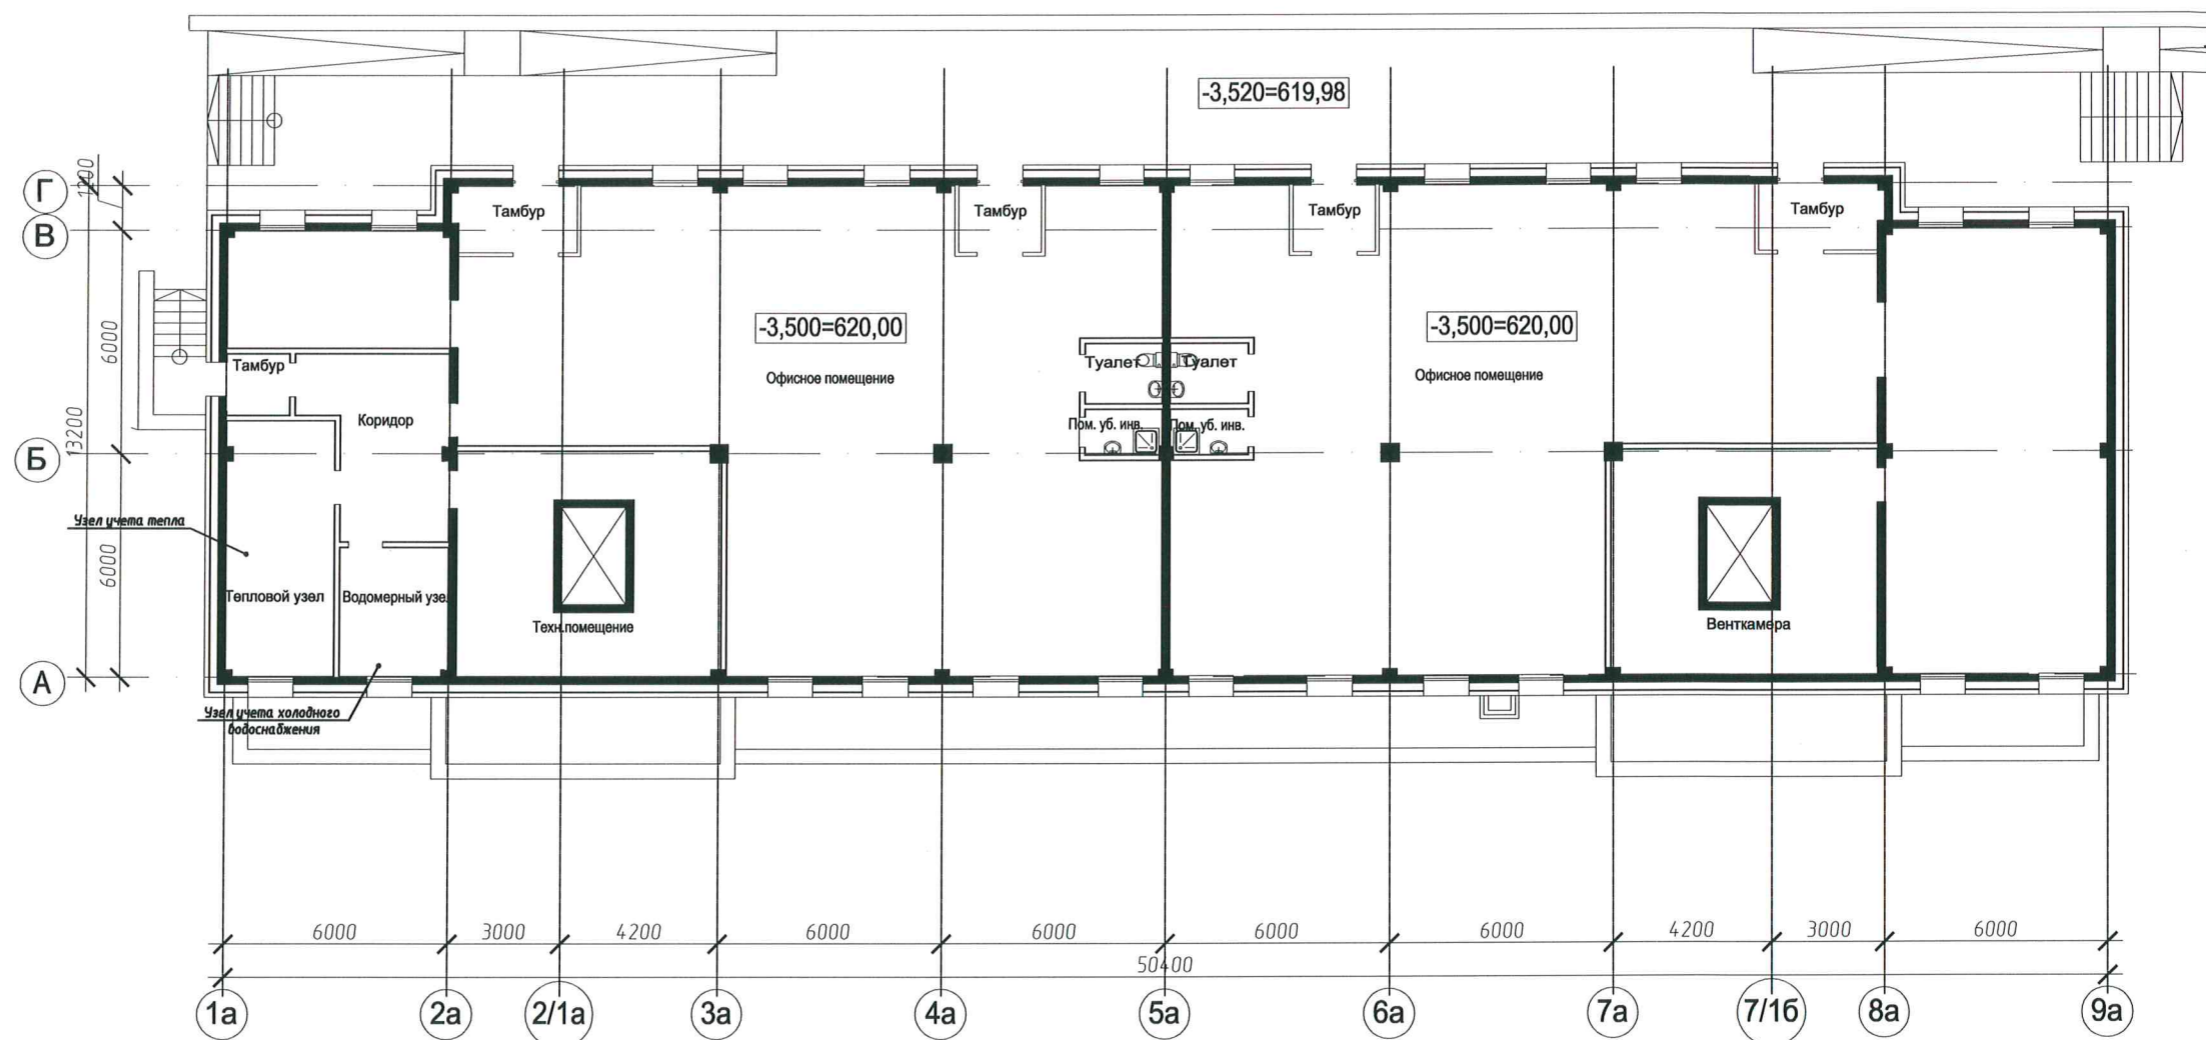 -3,520=619,98
Г
1200
Тамбур
Тамбур
Тамбур
Тамбур
В
6000
-3,500=620,00
-3,500=620,00
Тамбур
Туалет
Туалет
Офисное помещение
Офисное помещение
Коридор
Пом. уб. инв.
Пом. уб. инв.
13200
Б
Узел учета тепла
6000
Тепловой узел
Водомерный узел
Техн.помещение
Венткамера
А
Узел учета холодного
водоснабжения
6000
3000
4200
6000
6000
6000
6000
4200
3000
6000
50400
1а
2а
2/1а
3а
4а
5а
6а
7а
7/1б
8а
9а